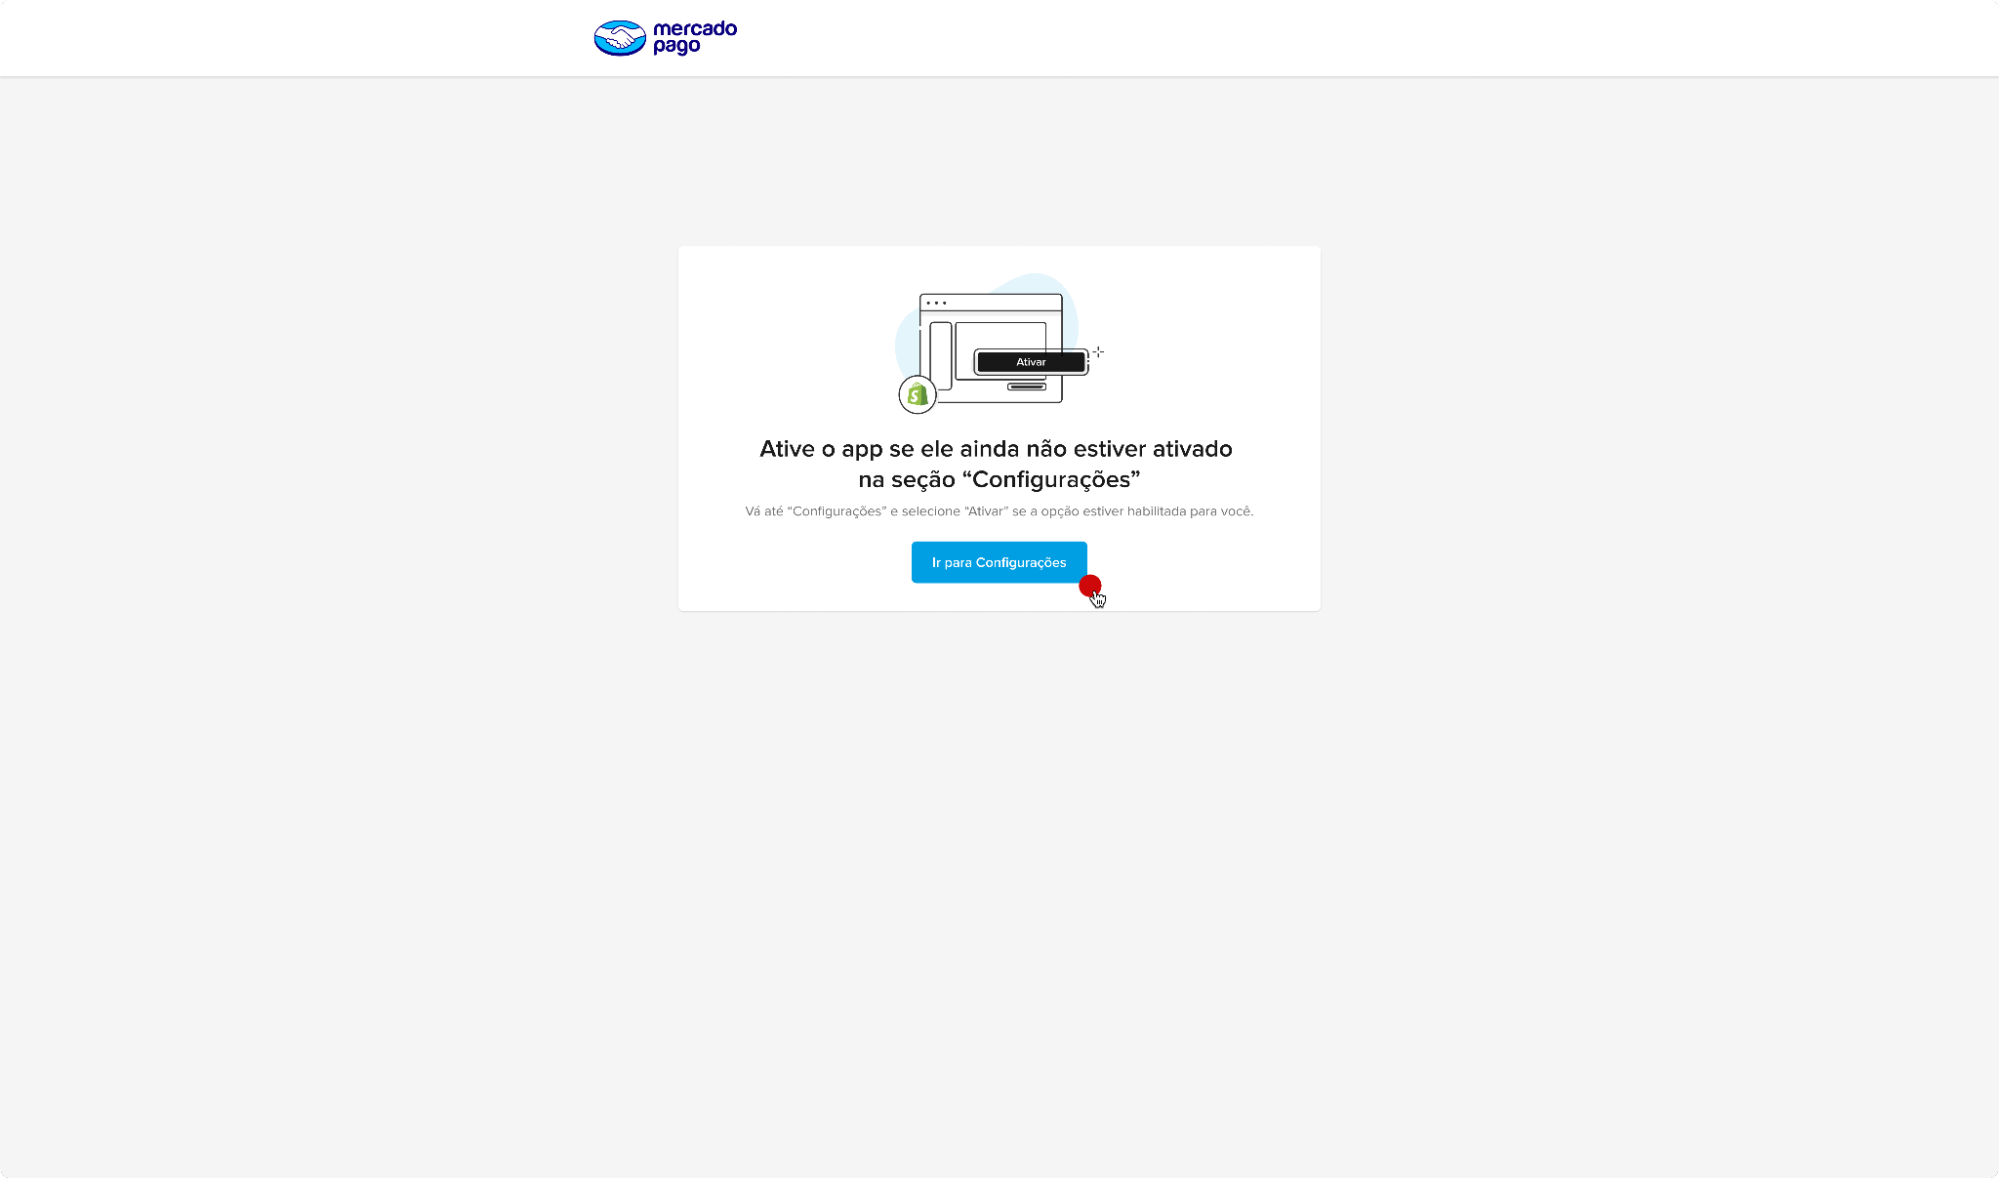 mercado
pago
Ativar
Ative o app se ele ainda não estiver ativado
na seção “Configurações”
Vá até “Configurações” e selecione “Ativar” se a opção estiver habilitada para você.
Ir para Configurações